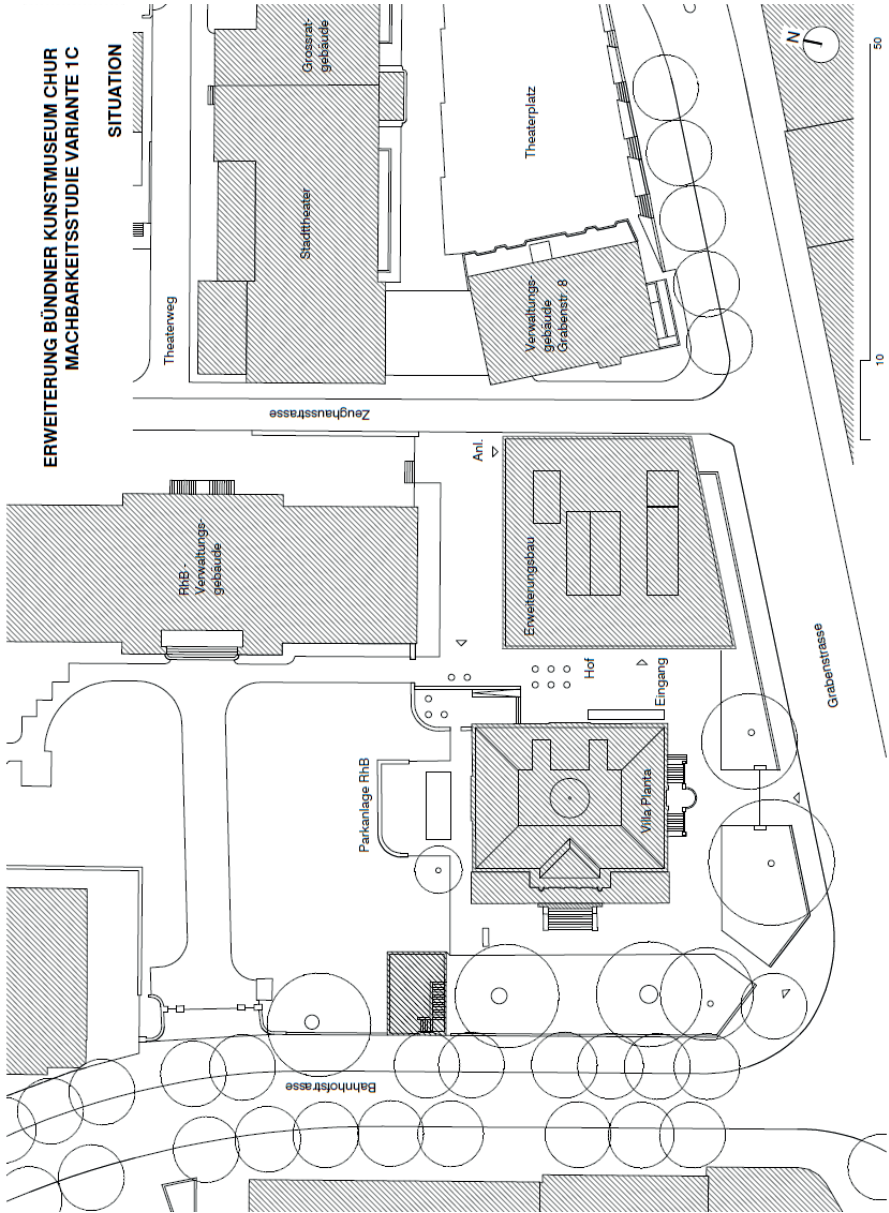 ERWEITERUNG BÜNDNER KUNSTMUSEUM CHUR
MACHBARKEITSSTUDIE VARIANTE 1C
SITUATION
Theaterweg
Stadttheater
Grossrat-
gebäude
Theaterplatz
N
50
10
Verwaltungs-
gebäude
Grabenstr. 8
Zeughausstrasse
Anl.
RhB -
Verwaltungs-
gebäude
Erweiterungsbau
Hof
Eingang
Grabenstrasse
Parkanlage RhB
Villa Planta
Bahnhofstrasse